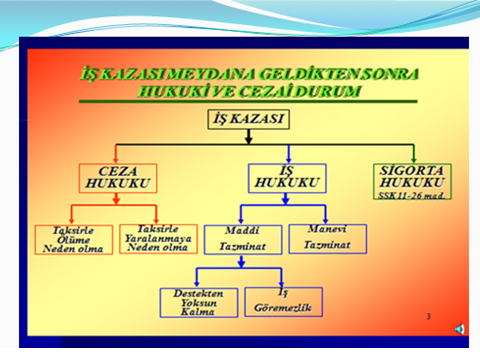 İŞ KAZASI MEYDANA GELDİKTEN SONRA
HUKUKİ VE CEZAİ DURUM
İŞ KAZASI
CEZA
HUKUKU
İŞ
HUKUKU
SİGORTA
HUKUKU
SSK 11-26 mad.
Taksirle
Ölüme
Neden olma
Taksirle
Yaralanmaya
Neden olma
Maddi
Tazminat
Manevi
Tazminat
Destekten
Yoksun
Kalma
İş
Göremezlik
3